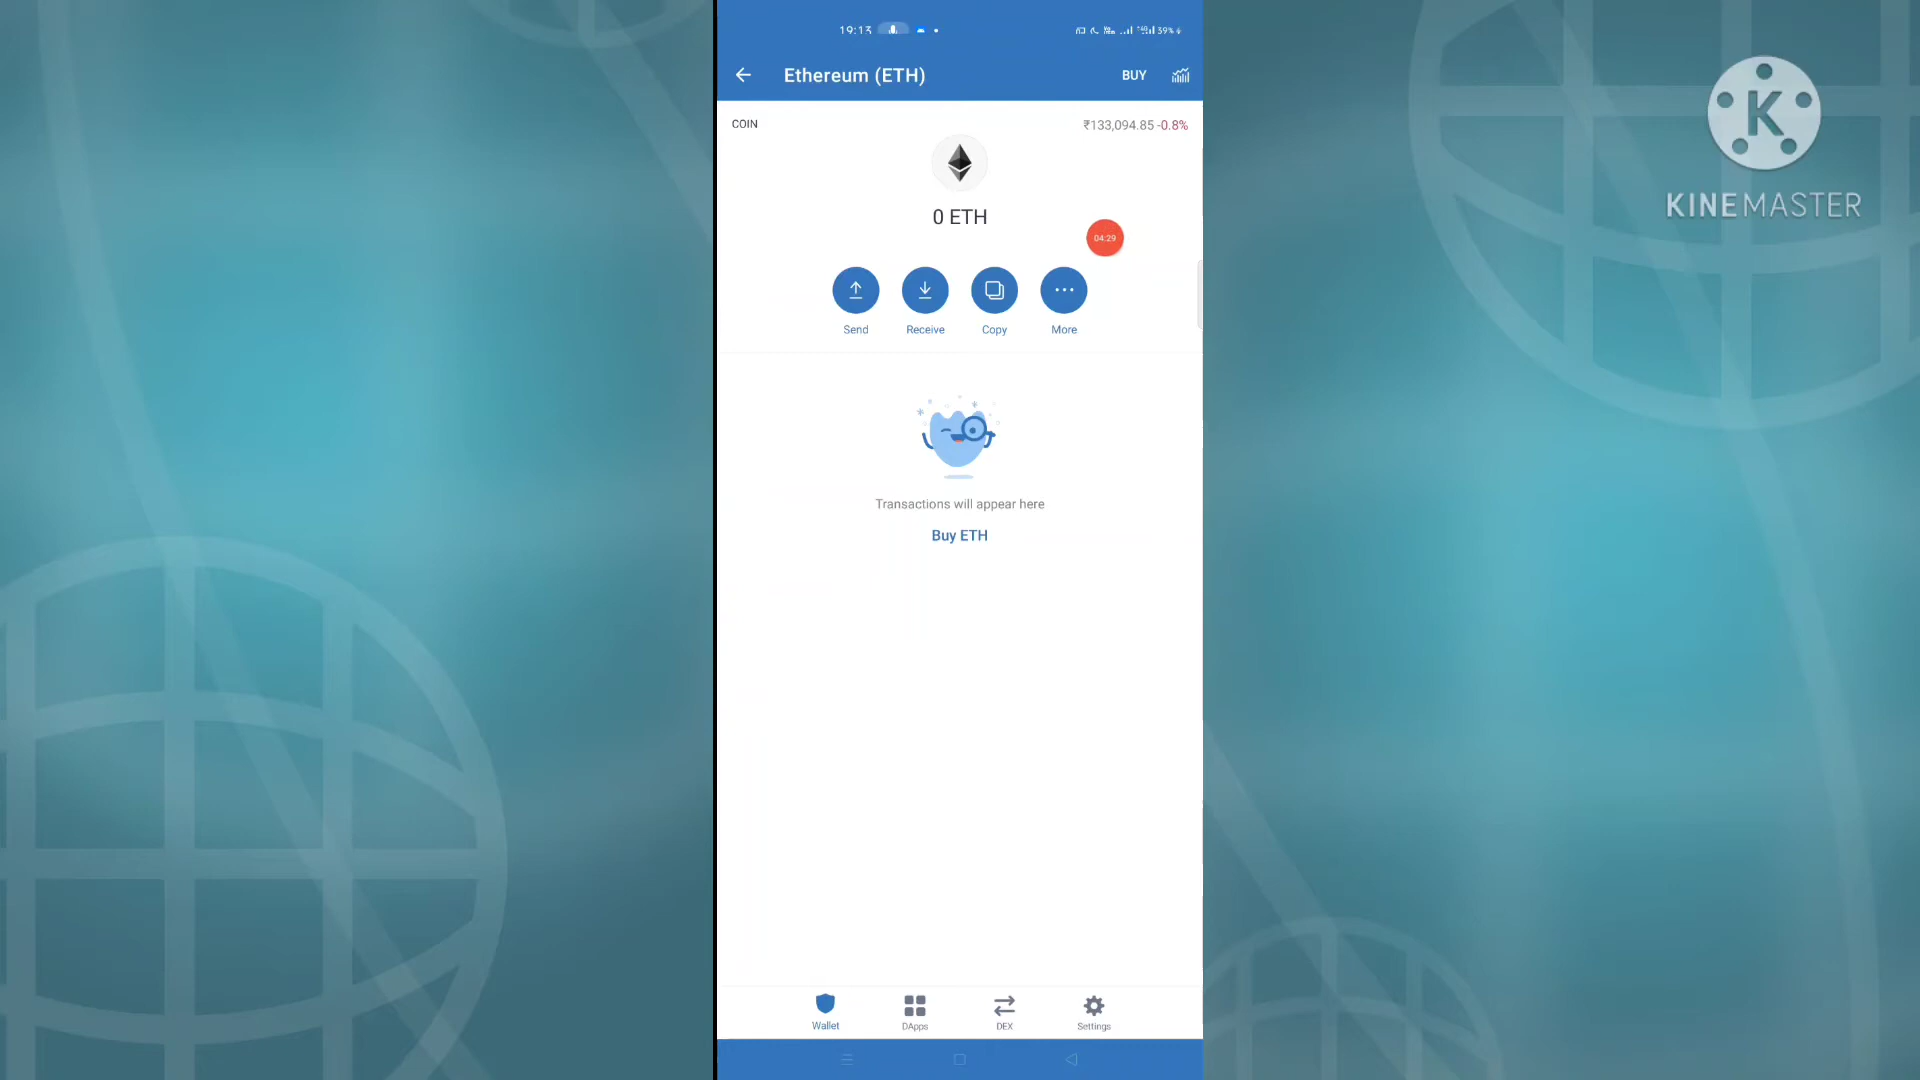 19:13
39%
Ethereum (ETH)
BUY
COIN
₹133,094.85 -0.8%
0 ETH
04:29
Send
Receive
Copy
More
Transactions will appear here
Buy ETH
Wallet
DApps
DEX
Settings
K
KINEMASTER